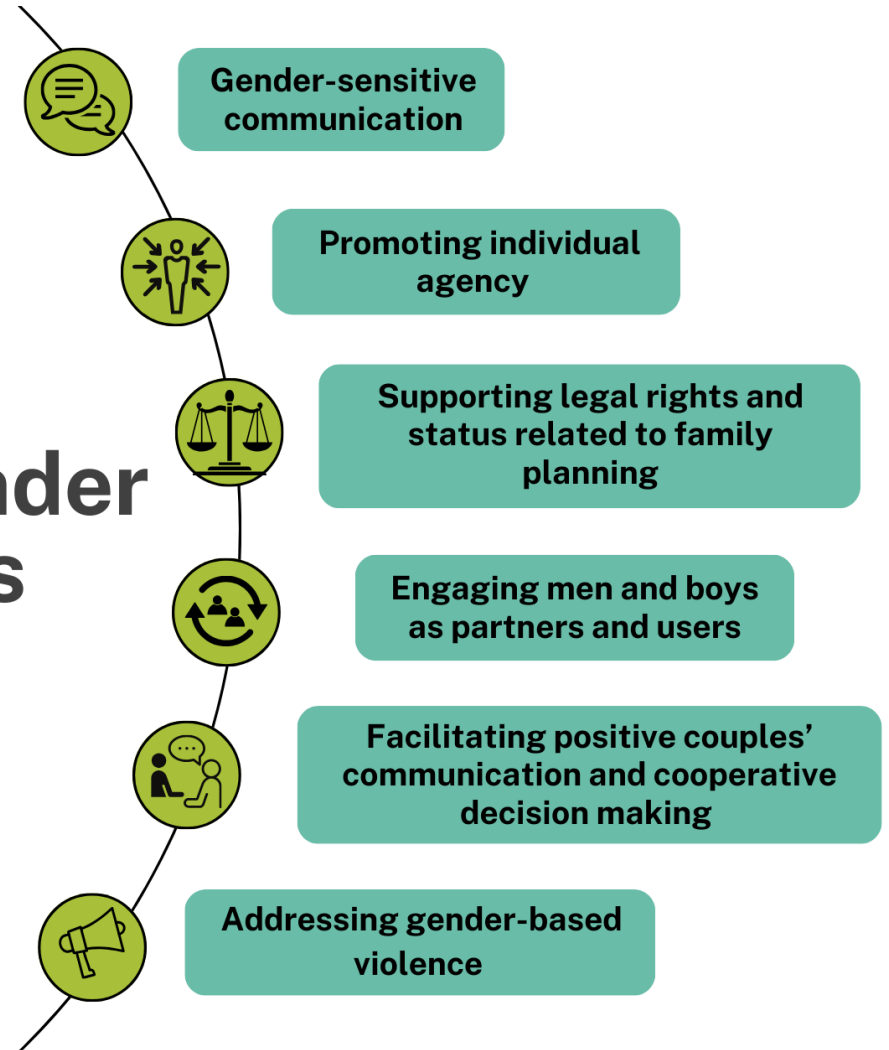 Gender-sensitive
communication
Promoting individual
agency
Supporting legal rights and
status related to family
planning
nder
s
Engaging men and boys
as partners and users
Facilitating positive couples’
communication and cooperative
decision making
Addressing gender-based
violence